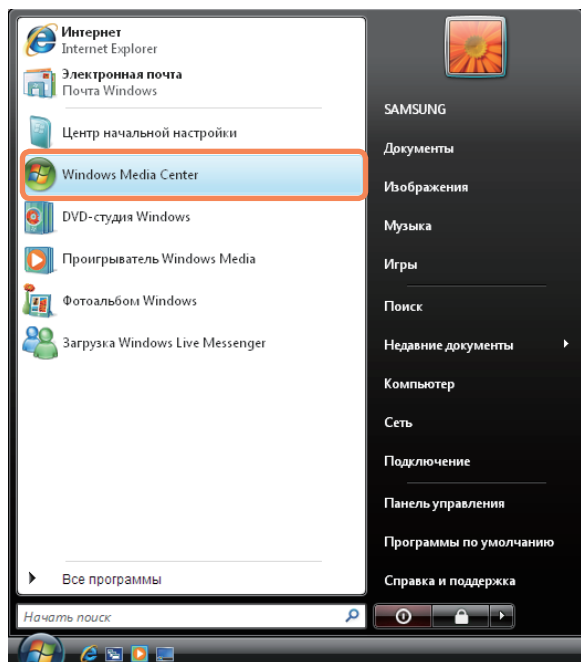 Интернет
Internet Explorer
Электронная почта
Почта Windows
Центр начальной настройки
Windows Media Center
DVD-студия Windows
Проигрыватель Windows Media
Фотоальбом Windows
Загрузка Windows Live Messenger
Все программы
Начать поиск
SAMSUNG
Документы
Изображения
Музыка
Игры
Поиск
Недавние документы
Компьютер
Сеть
Подключение
Панель управления
Программы по умолчанию
Справка и поддержка